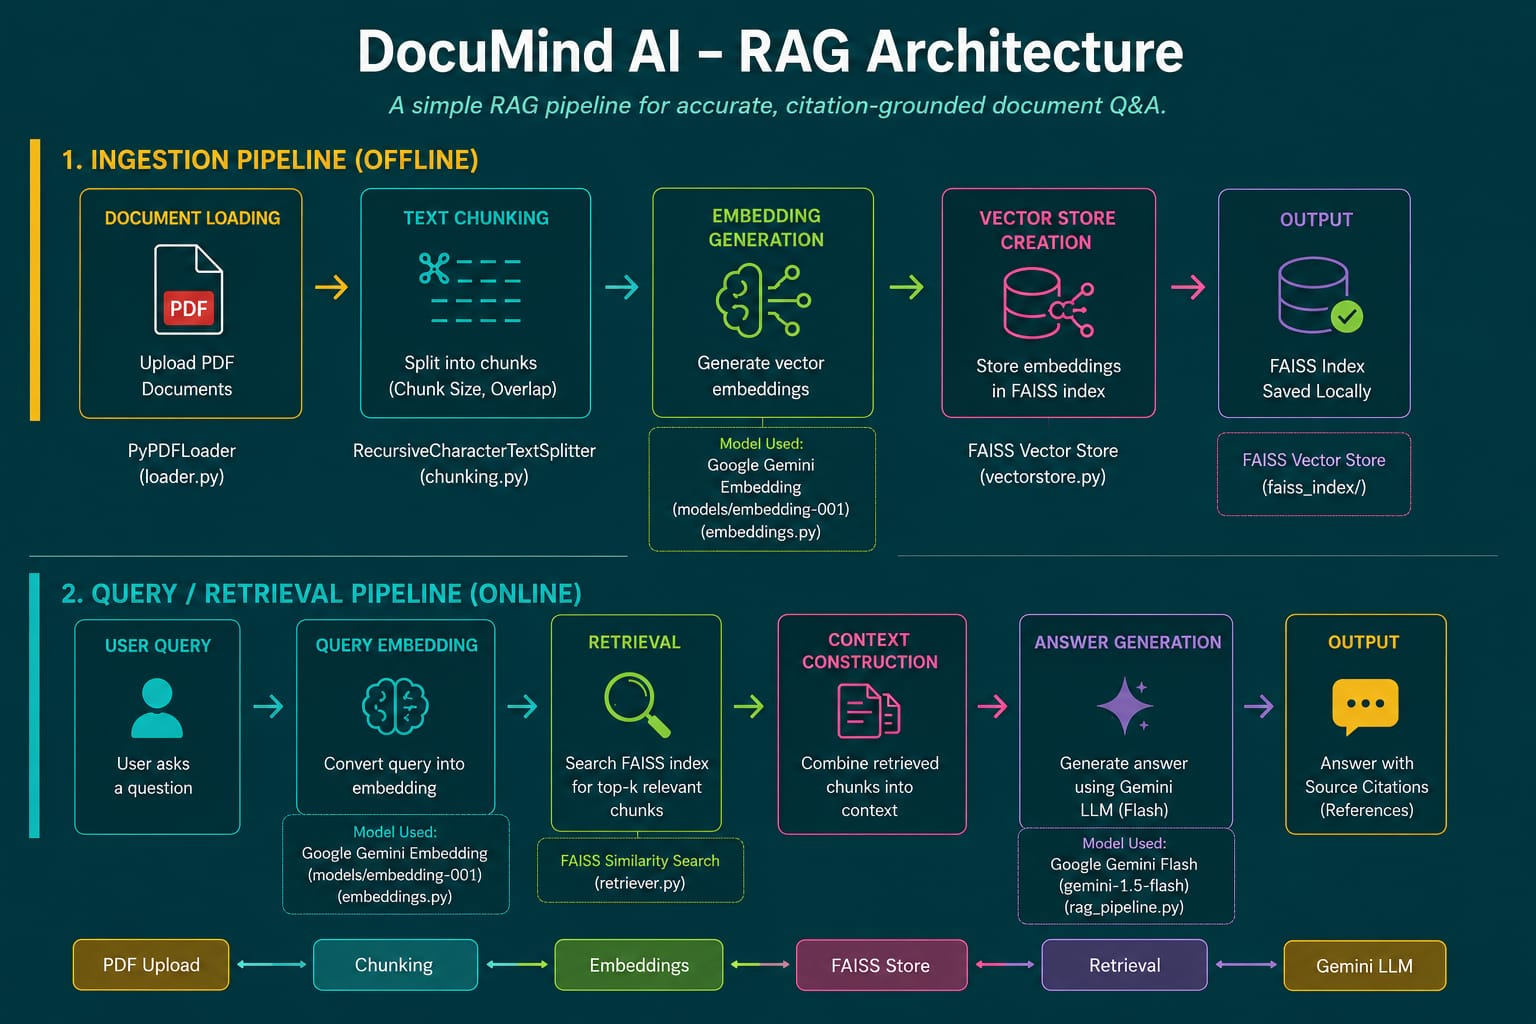 DocuMind AI – RAG Architecture
A simple RAG pipeline for accurate, citation-grounded document Q&A.
1. INGESTION PIPELINE (OFFLINE)
DOCUMENT LOADING
PDF
Upload PDF
Documents
PyPDFLoader
(loader.py)
TEXT CHUNKING
Split into chunks
(Chunk Size, Overlap)
RecursiveCharacterTextSplitter
(chunking.py)
EMBEDDING
GENERATION
Generate vector
embeddings
Model Used:
Google Gemini
Embedding
(models/embedding-001)
(embeddings.py)
VECTOR STORE
CREATION
Store embeddings
in FAISS index
FAISS Vector Store
(vectorstore.py)
OUTPUT
FAISS Index
Saved Locally
FAISS Vector Store
(faiss_index/)
2. QUERY / RETRIEVAL PIPELINE (ONLINE)
USER QUERY
User asks
a question
QUERY EMBEDDING
Convert query into
embedding
Model Used:
Google Gemini Embedding
(models/embedding-001)
(embeddings.py)
RETRIEVAL
Search FAISS index
for top-k relevant
chunks
FAISS Similarity Search
(retriever.py)
CONTEXT
CONSTRUCTION
Combine retrieved
chunks into
context
ANSWER GENERATION
Generate answer
using Gemini
LLM (Flash)
Model Used:
Google Gemini Flash
(gemini-1.5-flash)
(rag_pipeline.py)
OUTPUT
Answer with
Source Citations
(References)
PDF Upload
Chunking
Embeddings
FAISS Store
Retrieval
Gemini LLM